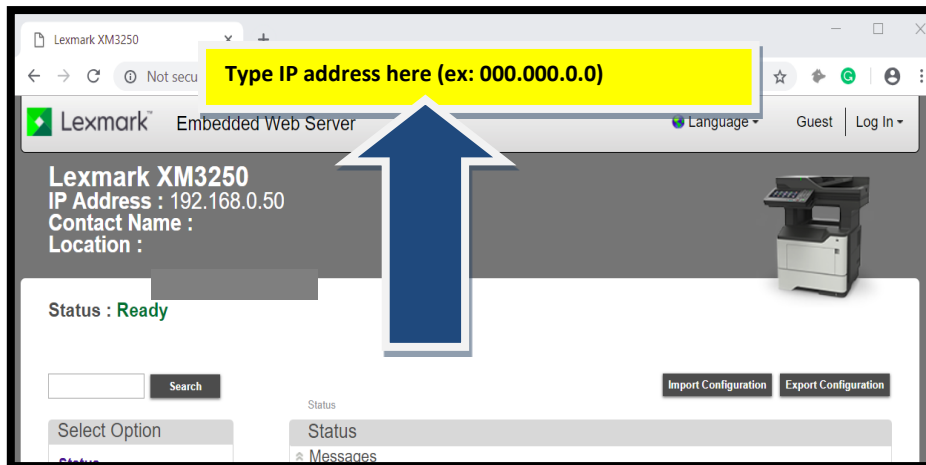 Lexmark XM3250
Not secu
Type IP address here (ex: 000.000.0.0)
Lexmark™ Embedded Web Server
Language Guest Log In
Lexmark XM3250
IP Address : 192.168.0.50
Contact Name :
Location :
Status : Ready
Search
Import Configuration Export Configuration
Status
Select Option
Status
Status
Messages